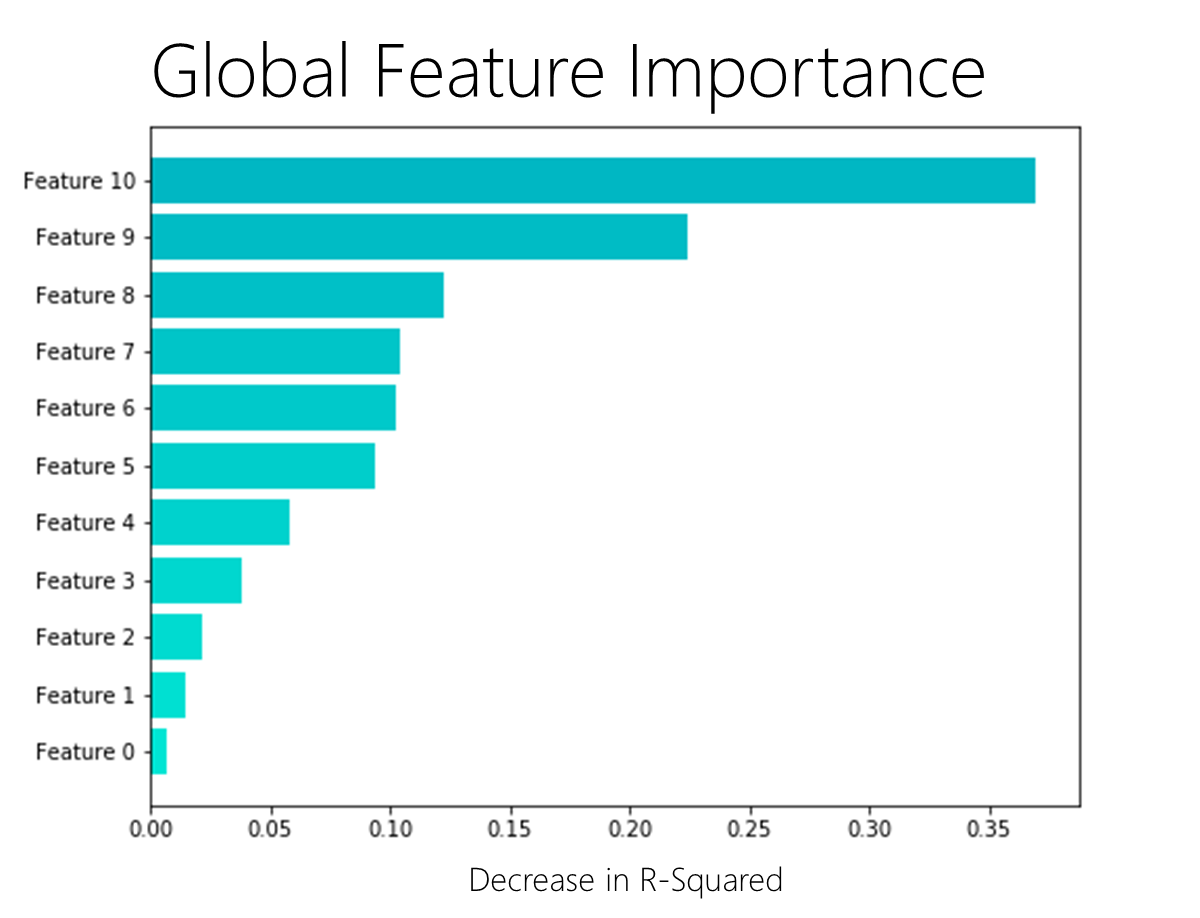 Global Feature Importance
Feature 10
Feature 9
Feature 8
Feature 7
Feature 6
Feature 5
Feature 4
Feature 3
Feature 2
Feature 1
Feature 0
0.00 0.05 0.10 0.15 0.20 0.25 0.30 0.35
Decrease in R-Squared